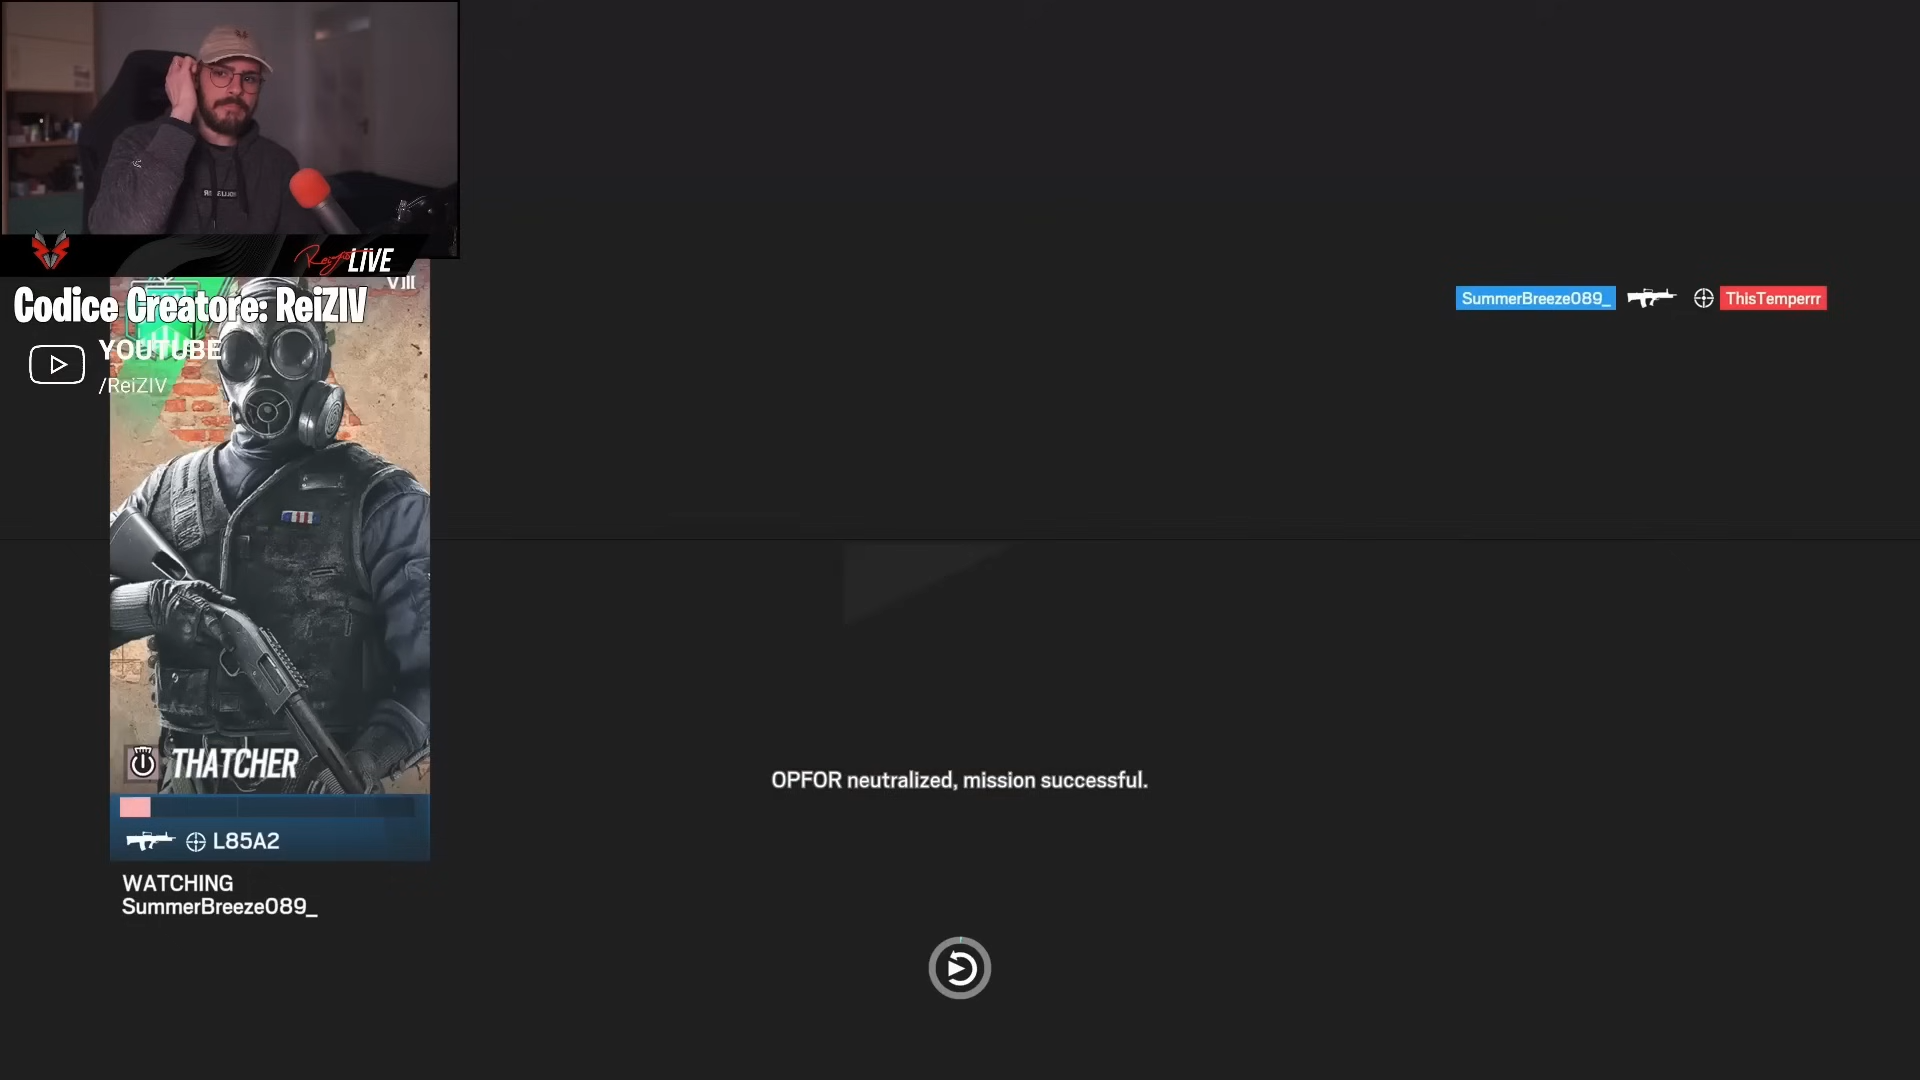 LIVE
VIII
Codice Creatore: ReiZIV
YOUTUBE
/ReiZIV
SummerBreeze089_
ThisTemperrr
THATCHER
OPFOR neutralized, mission successful.
L85A2
WATCHING
SummerBreeze089_